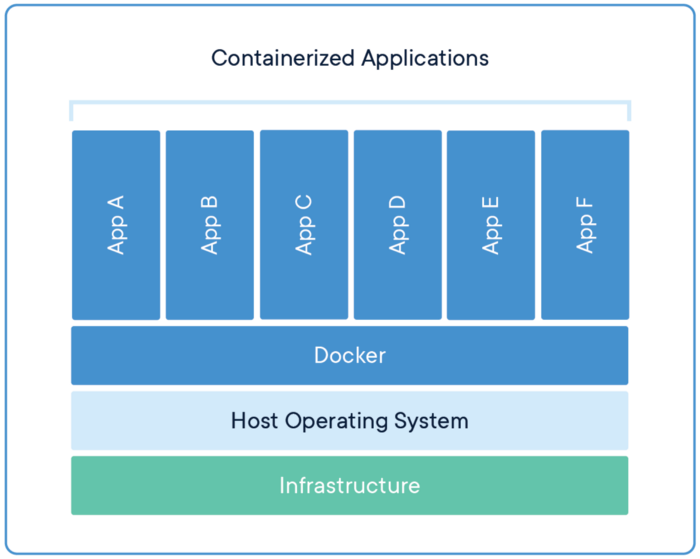 Containerized Applications
App A
App B
App C
App D
App E
App F
Docker
Host Operating System
Infrastructure